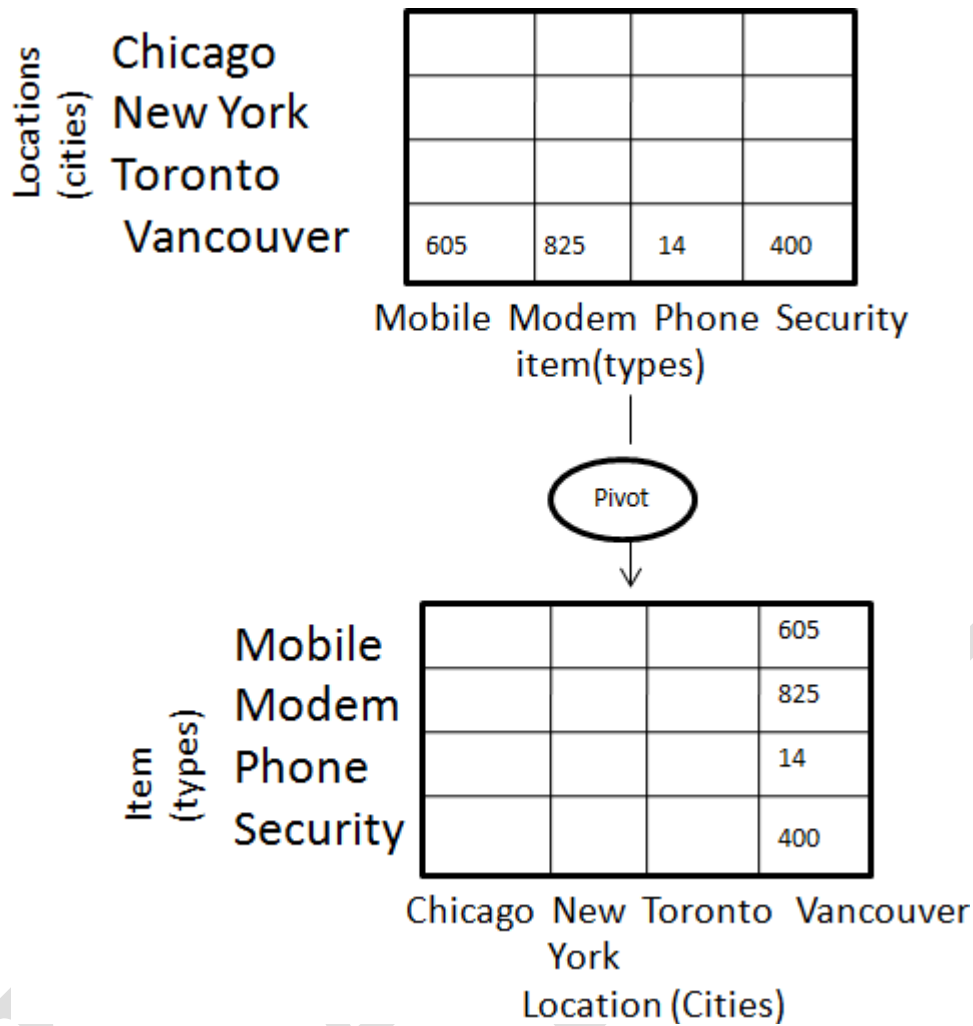 Locations
(cities)
Chicago
New York
Toronto
Vancouver
605 825 14 400
Mobile Modem Phone Security
item(types)
Pivot
Item
(types)
Mobile 605
Modem 825
Phone 14
Security 400
Chicago New Toronto Vancouver
York
Location (Cities)